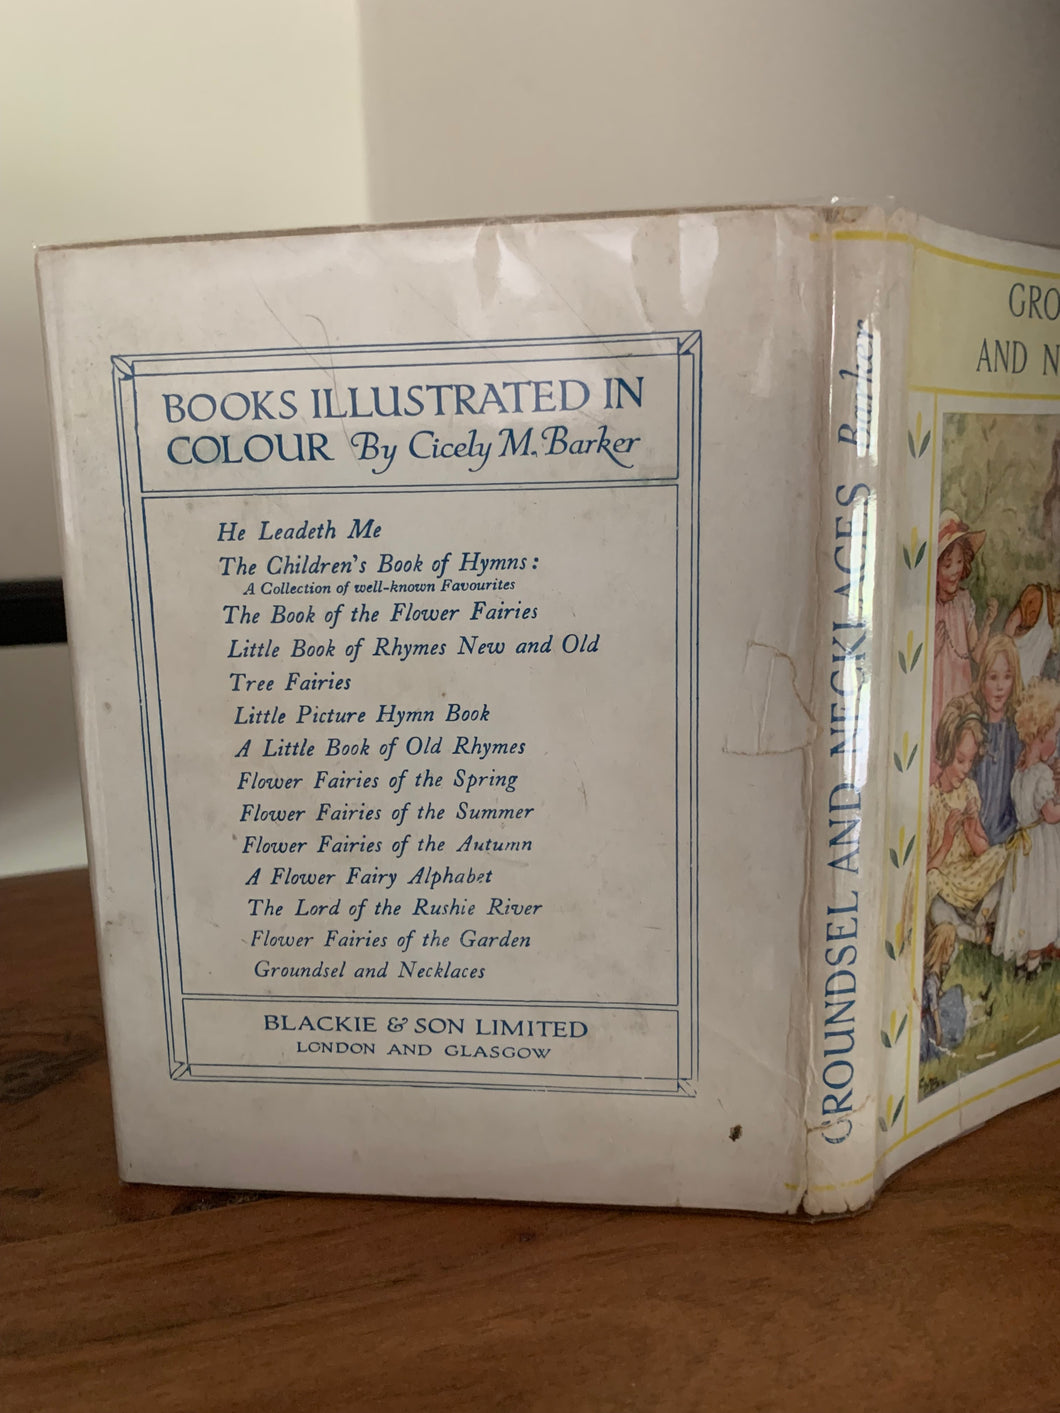 BOOKS ILLUSTRATED IN
COLOUR By Cicely M. Barker
He Leadeth Me
The Children's Book of Hymns:
A Collection of well-known Favourites
The Book of the Flower Fairies
Little Book of Rhymes New and Old
Tree Fairies
Little Picture Hymn Book
A Little Book of Old Rhymes
Flower Fairies of the Spring
Flower Fairies of the Summer
Flower Fairies of the Autumn
A Flower Fairy Alphabet
The Lord of the Rushie River
Flower Fairies of the Garden
Groundsel and Necklaces
BLACKIE & SON LIMITED
LONDON AND GLASGOW
GROUNDSEL AND NECKLACES Barker
GRO
AND N